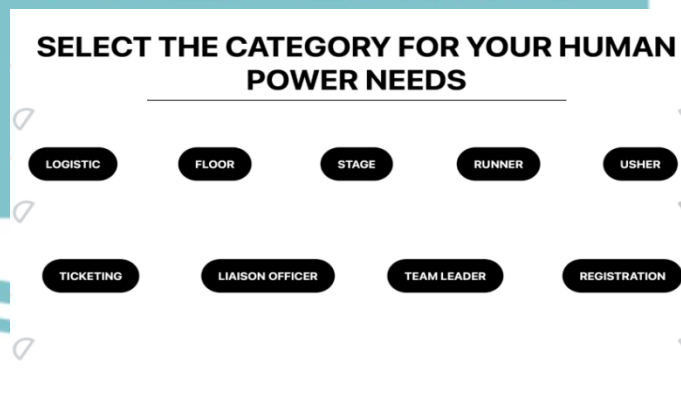 SELECT THE CATEGORY FOR YOUR HUMAN
POWER NEEDS
LOGISTIC
FLOOR
STAGE
RUNNER
USHER
TICKETING
LIAISON OFFICER
TEAM LEADER
REGISTRATION